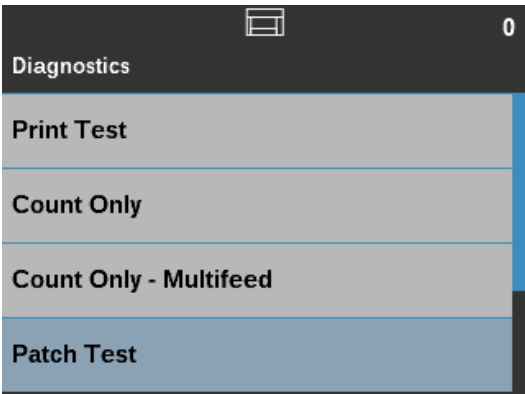 0
Diagnostics
Print Test
Count Only
Count Only - Multifeed
Patch Test